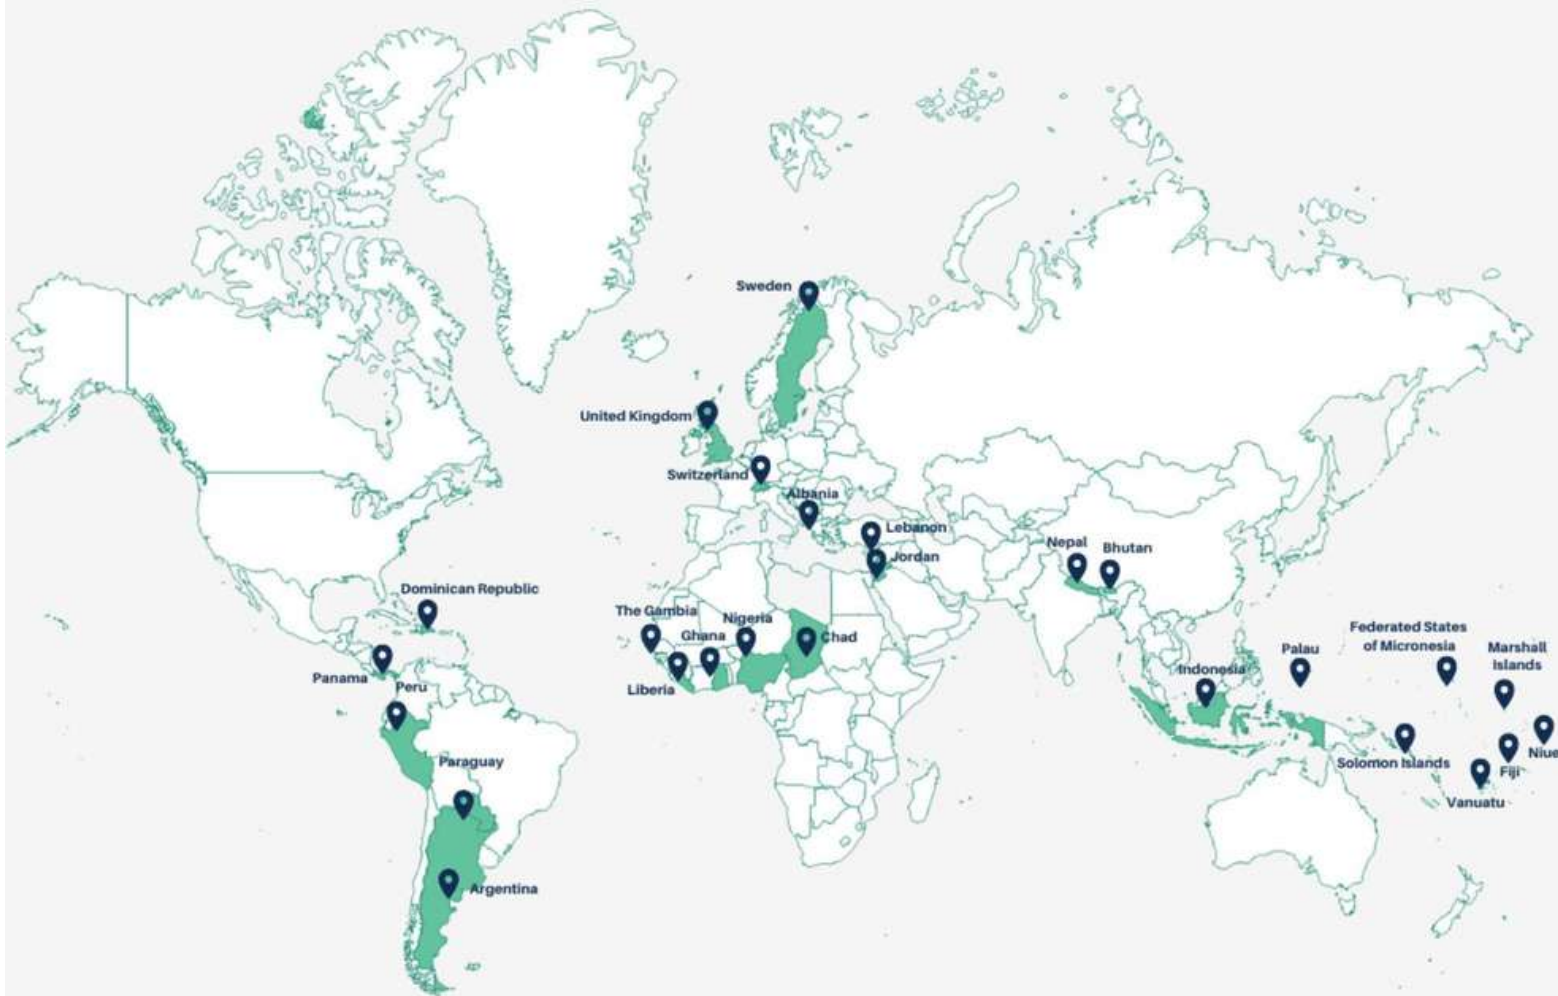 Sweden
United Kingdom
Switzerland
Albania
Lebanon
Jordan
Nepal
Bhutan
Dominican Republic
The Gambia
Nigeria
Ghana
Chad
Liberia
Panama
Peru
Federated States
of Micronesia
Marshall
Islands
Palau
Indonesia
Solomon Islands
Niue
Fiji
Vanuatu
Paraguay
Argentina